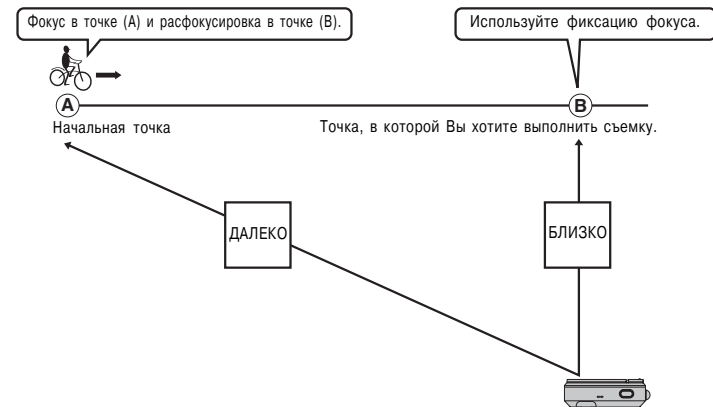 Фокус в точке (А) и расфокусировка в точке (В).
Используйте фиксацию фокуса.
A
B
Начальная точка
Точка, в которой Вы хотите выполнить съемку.
ДАЛЕКО
БЛИЗКО